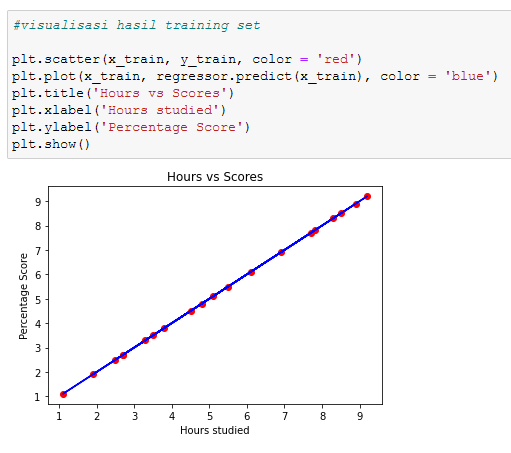 #visualisasi hasil training set
plt.scatter(x_train, y_train, color = 'red')
plt.plot(x_train, regressor.predict(x_train), color = 'blue')
plt.title('Hours vs Scores')
plt.xlabel('Hours studied')
plt.ylabel('Percentage Score')
plt.show()
Hours vs Scores
Percentage Score
9
8
7
6
5
4
3
2
1
1 2 3 4 5 6 7 8 9
Hours studied